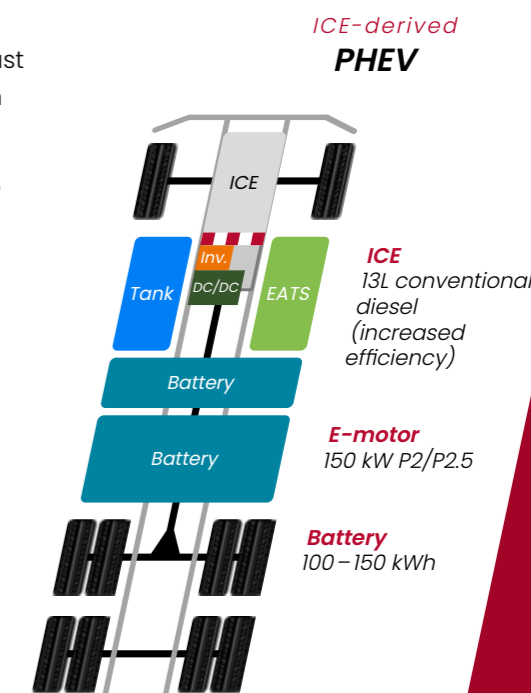 ICE-derived
PHEV
ICE
Inv.
DC/DC
Tank
EATS
Battery
Battery
ICE
13L conventional
diesel
(increased
efficiency)
E-motor
150 kW P2/P2.5
Battery
100–150 kWh